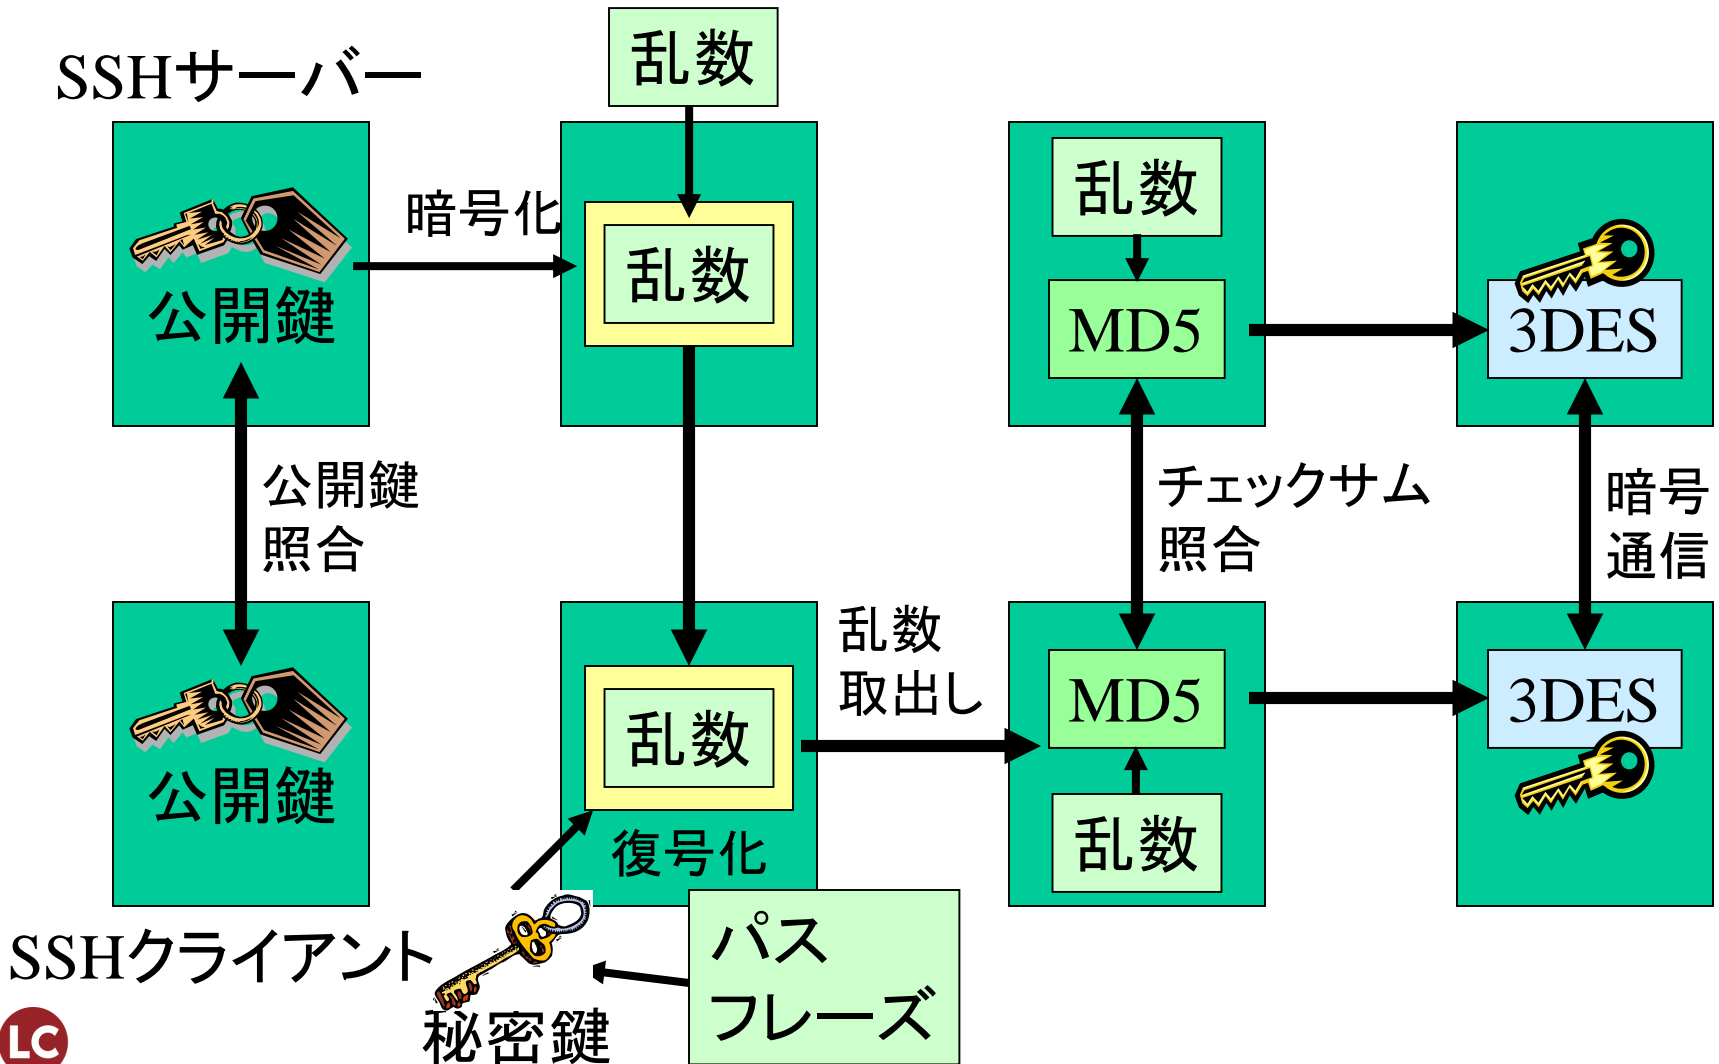 乱数
SSHサーバー
暗号化
乱数
公開鍵
乱数
MD5
3DES
公開鍵
照合
チェックサム
照合
暗号
通信
乱数
取出し
公開鍵
乱数
復号化
MD5
乱数
3DES
SSHクライアント
秘密鍵
パス
フレーズ
LC